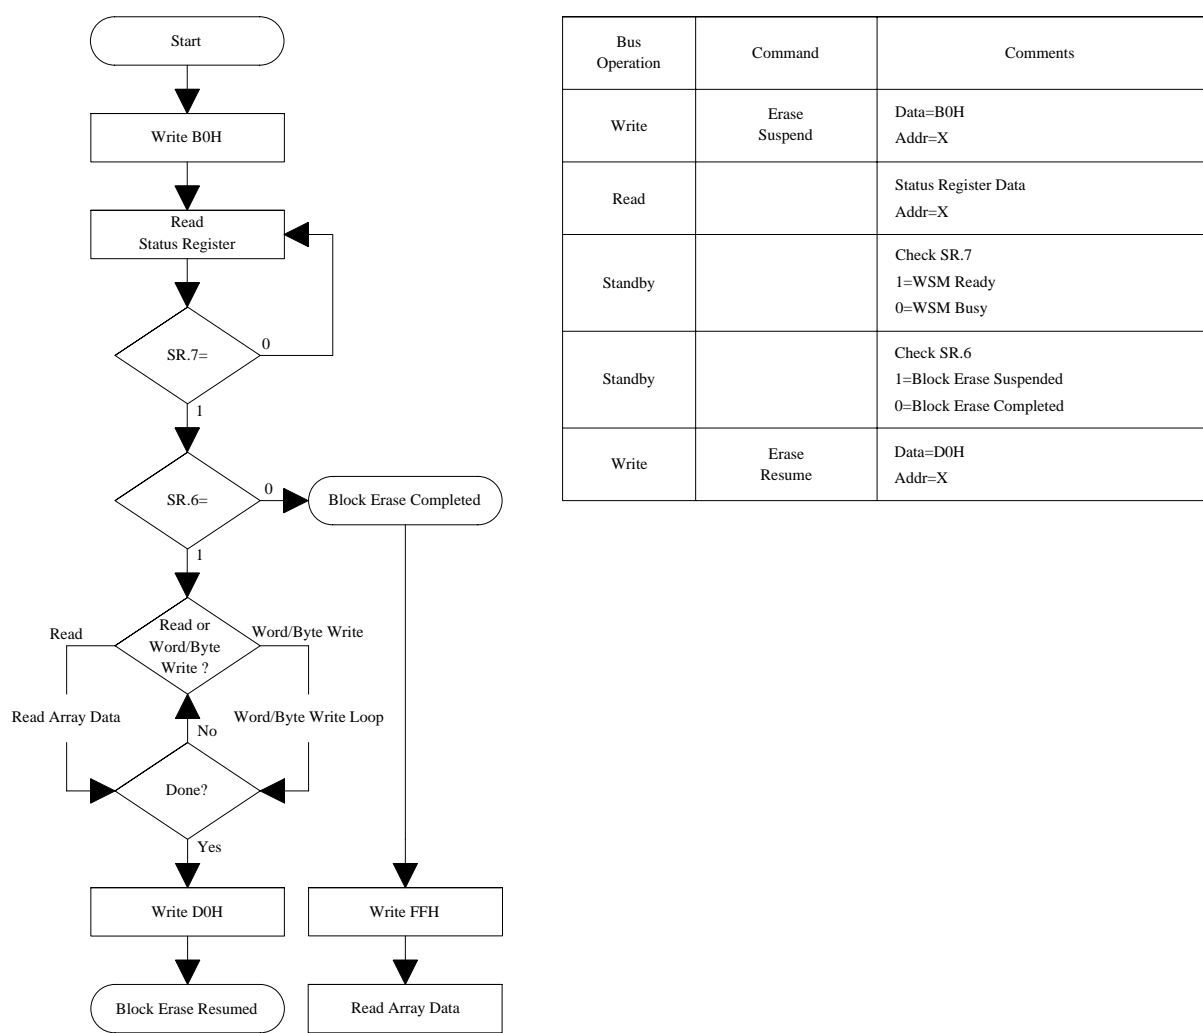 Start
Write B0H
Read
Status Register
SR.7=
0
1
SR.6=
0
Block Erase Completed
1
Read or
Word/Byte
Write ?
Read
Word/Byte Write
Read Array Data
Word/Byte Write Loop
No
Done?
Yes
Write D0H
Write FFH
Block Erase Resumed
Read Array Data
Bus
Operation
Command
Comments
Write
Erase
Suspend
Data=B0H
Addr=X
Read
Status Register Data
Addr=X
Standby
Check SR.7
1=WSM Ready
0=WSM Busy
Standby
Check SR.6
1=Block Erase Suspended
0=Block Erase Completed
Write
Erase
Resume
Data=D0H
Addr=X